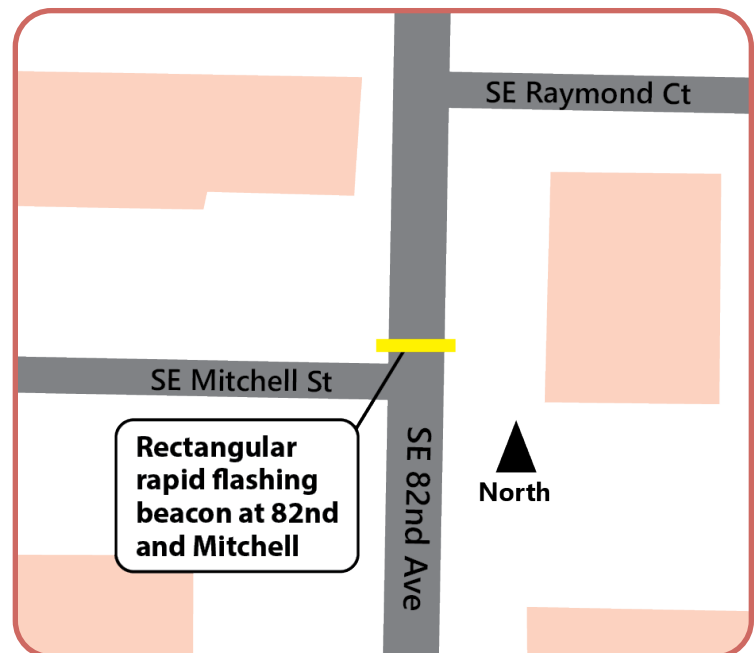 SE Raymond Ct
SE Mitchell St
Rectangular
rapid flashing
beacon at 82nd
and Mitchell
SE 82nd Ave
North